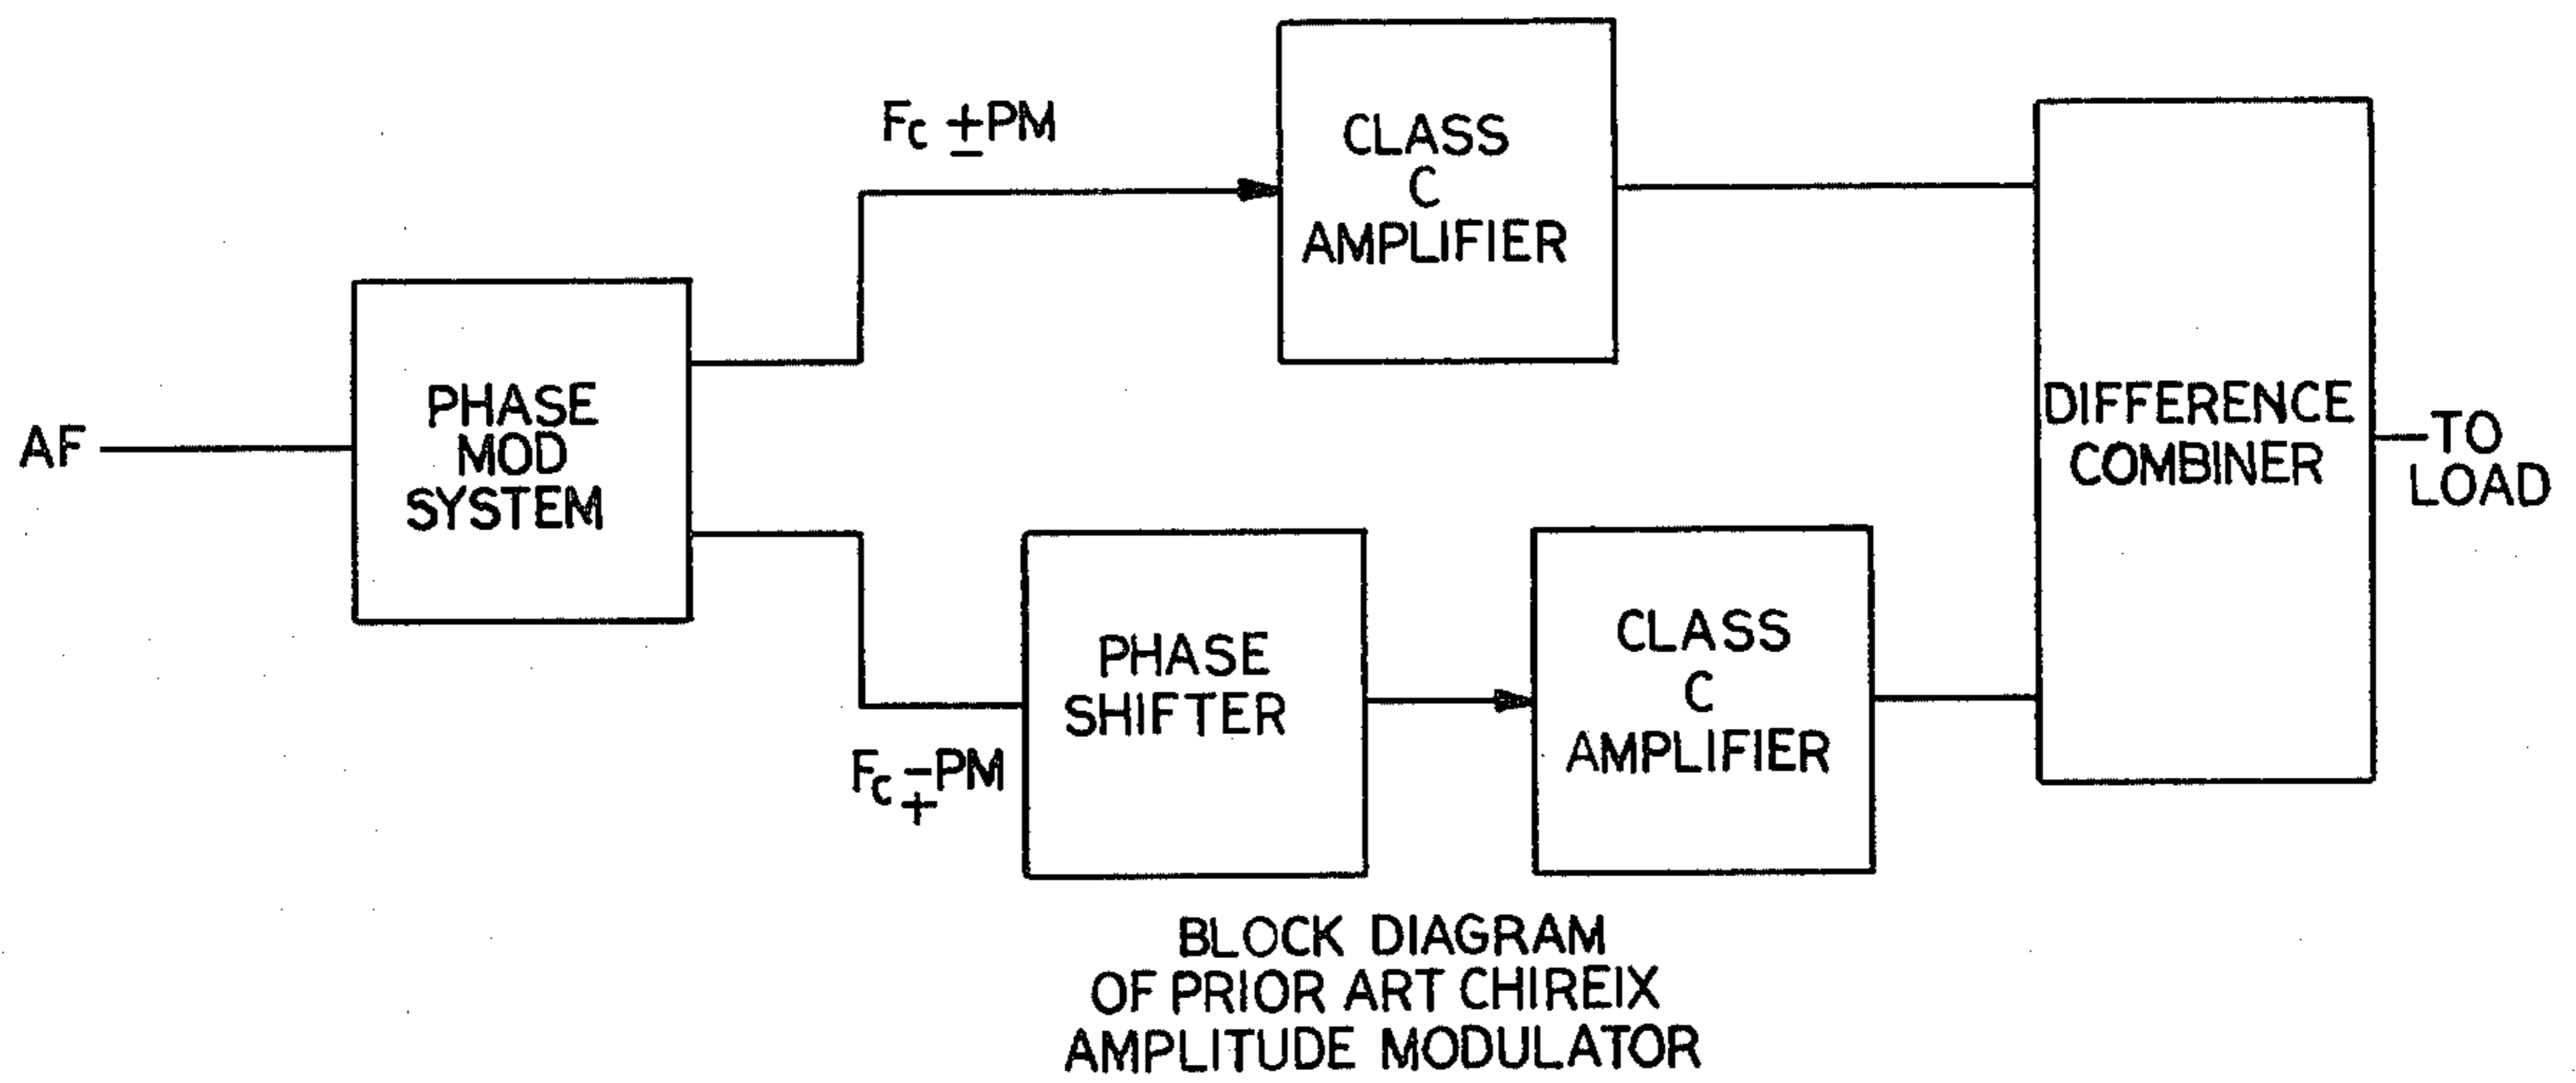 AF
PHASE
MOD
SYSTEM
Fc ±PM
CLASS
C
AMPLIFIER
Fc ∓PM
PHASE
SHIFTER
CLASS
C
AMPLIFIER
DIFFERENCE
COMBINER
TO
LOAD
BLOCK DIAGRAM
OF PRIOR ART CHIREIX
AMPLITUDE MODULATOR